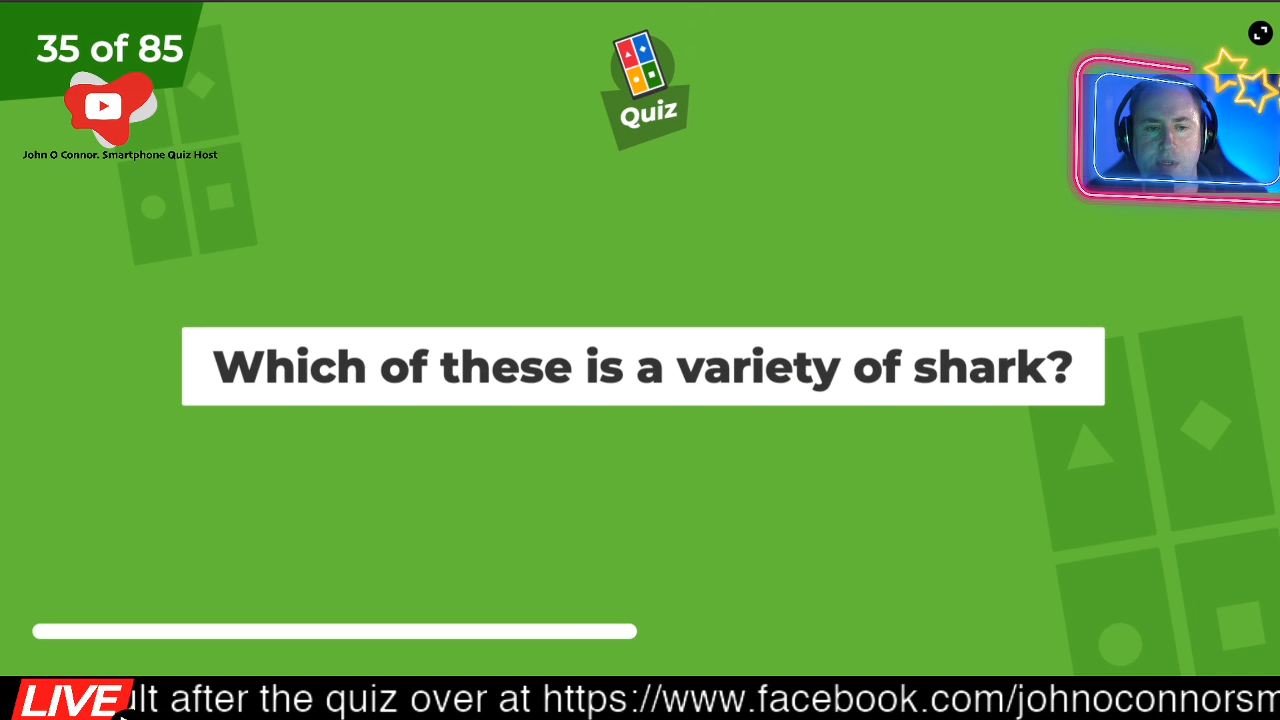 35 of 85
Quiz
John O Connor. Smartphone Quiz Host
Which of these is a variety of shark?
LIVE
after the quiz over at https://www.facebook.com/johnoconnorsm